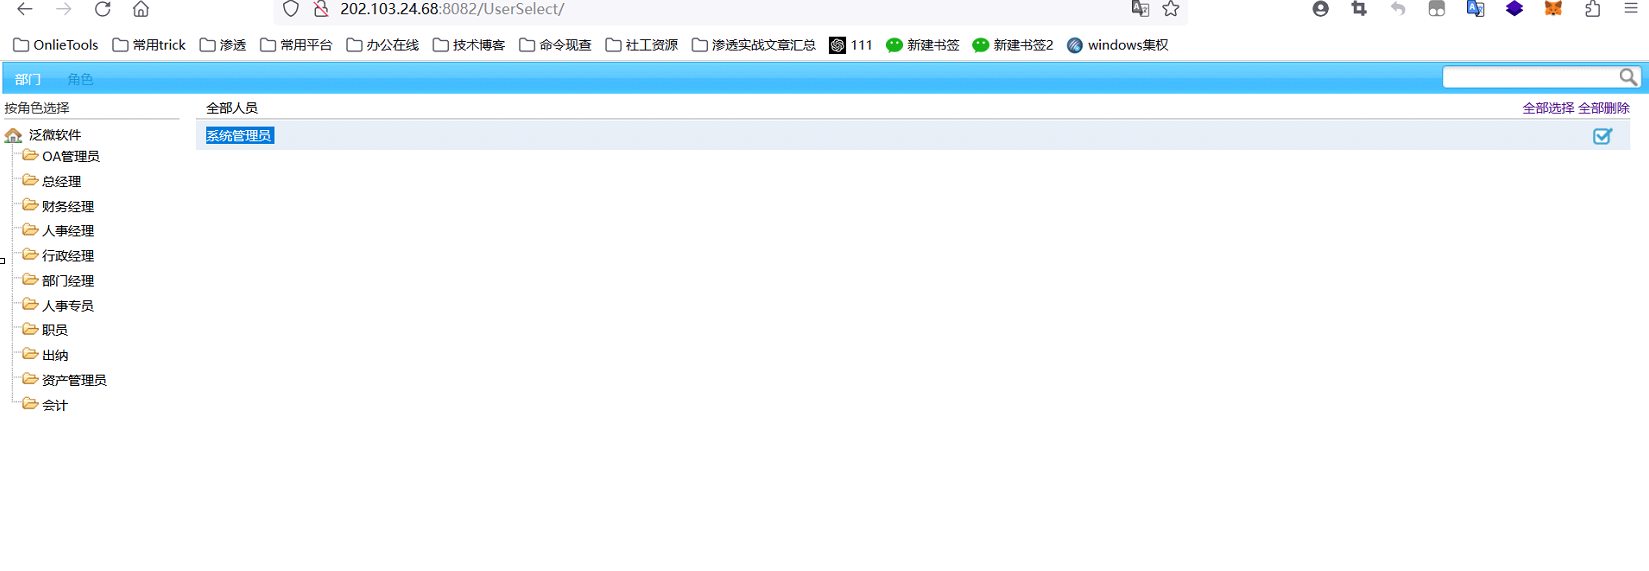 202.103.24.68:8082/UserSelect/
OnlieTools 常用trick 渗透 常用平台 办公在线 技术博客 命令现查 社工资源 渗透实战文章汇总 111 新建书签 新建书签2 windows集权
部门 角色
按角色选择 全部人员 全部选择 全部删除
泛微软件 系统管理员
OA管理员
总经理
财务经理
人事经理
行政经理
部门经理
人事专员
职员
出纳
资产管理员
会计